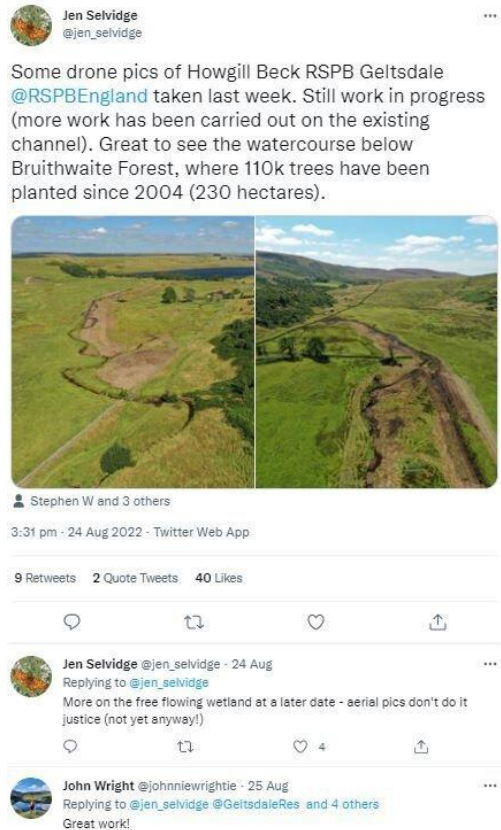 Jen Selvidge
@jen_selvidge
Some drone pics of Howgill Beck RSPB Geltsdale
@RSPBEngland taken last week. Still work in progress
(more work has been carried out on the existing
channel). Great to see the watercourse below
Bruithwaite Forest, where 110k trees have been
planted since 2004 (230 hectares).
Stephen W and 3 others
3:31 pm · 24 Aug 2022 · Twitter Web App
9 Retweets 2 Quote Tweets 40 Likes
Jen Selvidge @jen_selvidge · 24 Aug
Replying to @jen_selvidge
More on the free flowing wetland at a later date - aerial pics don't do it
justice (not yet anyway!)
4
John Wright @johnniewrightie · 25 Aug
Replying to @jen_selvidge @GeltsdaleRes and 4 others
Great work!